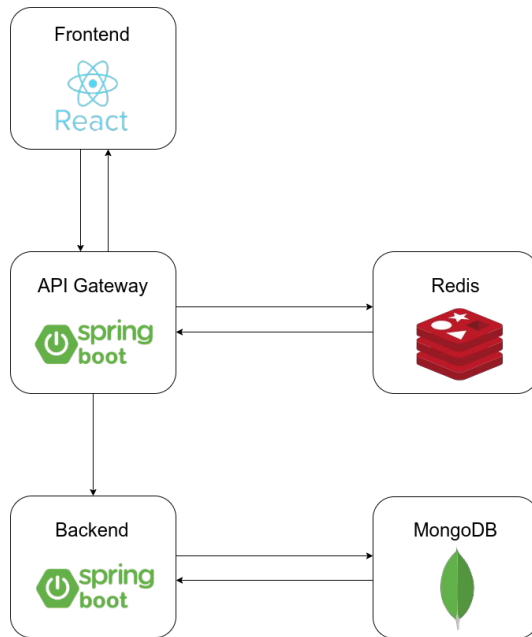 Frontend
React
API Gateway
spring
boot
Redis
Backend
spring
boot
MongoDB